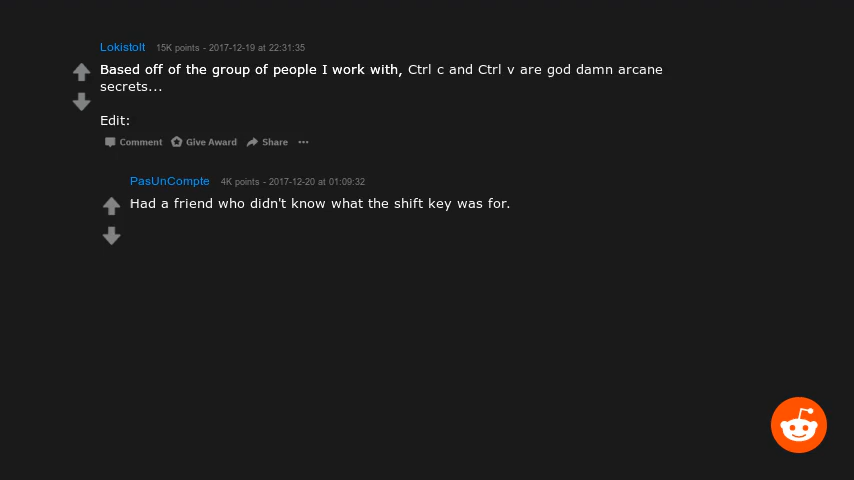 Lokistolt 15K points - 2017-12-19 at 22:31:35
Based off of the group of people I work with, Ctrl c and Ctrl v are god damn arcane
secrets...
Edit:
Comment Give Award Share ···
PasUnCompte 4K points - 2017-12-20 at 01:09:32
Had a friend who didn't know what the shift key was for.